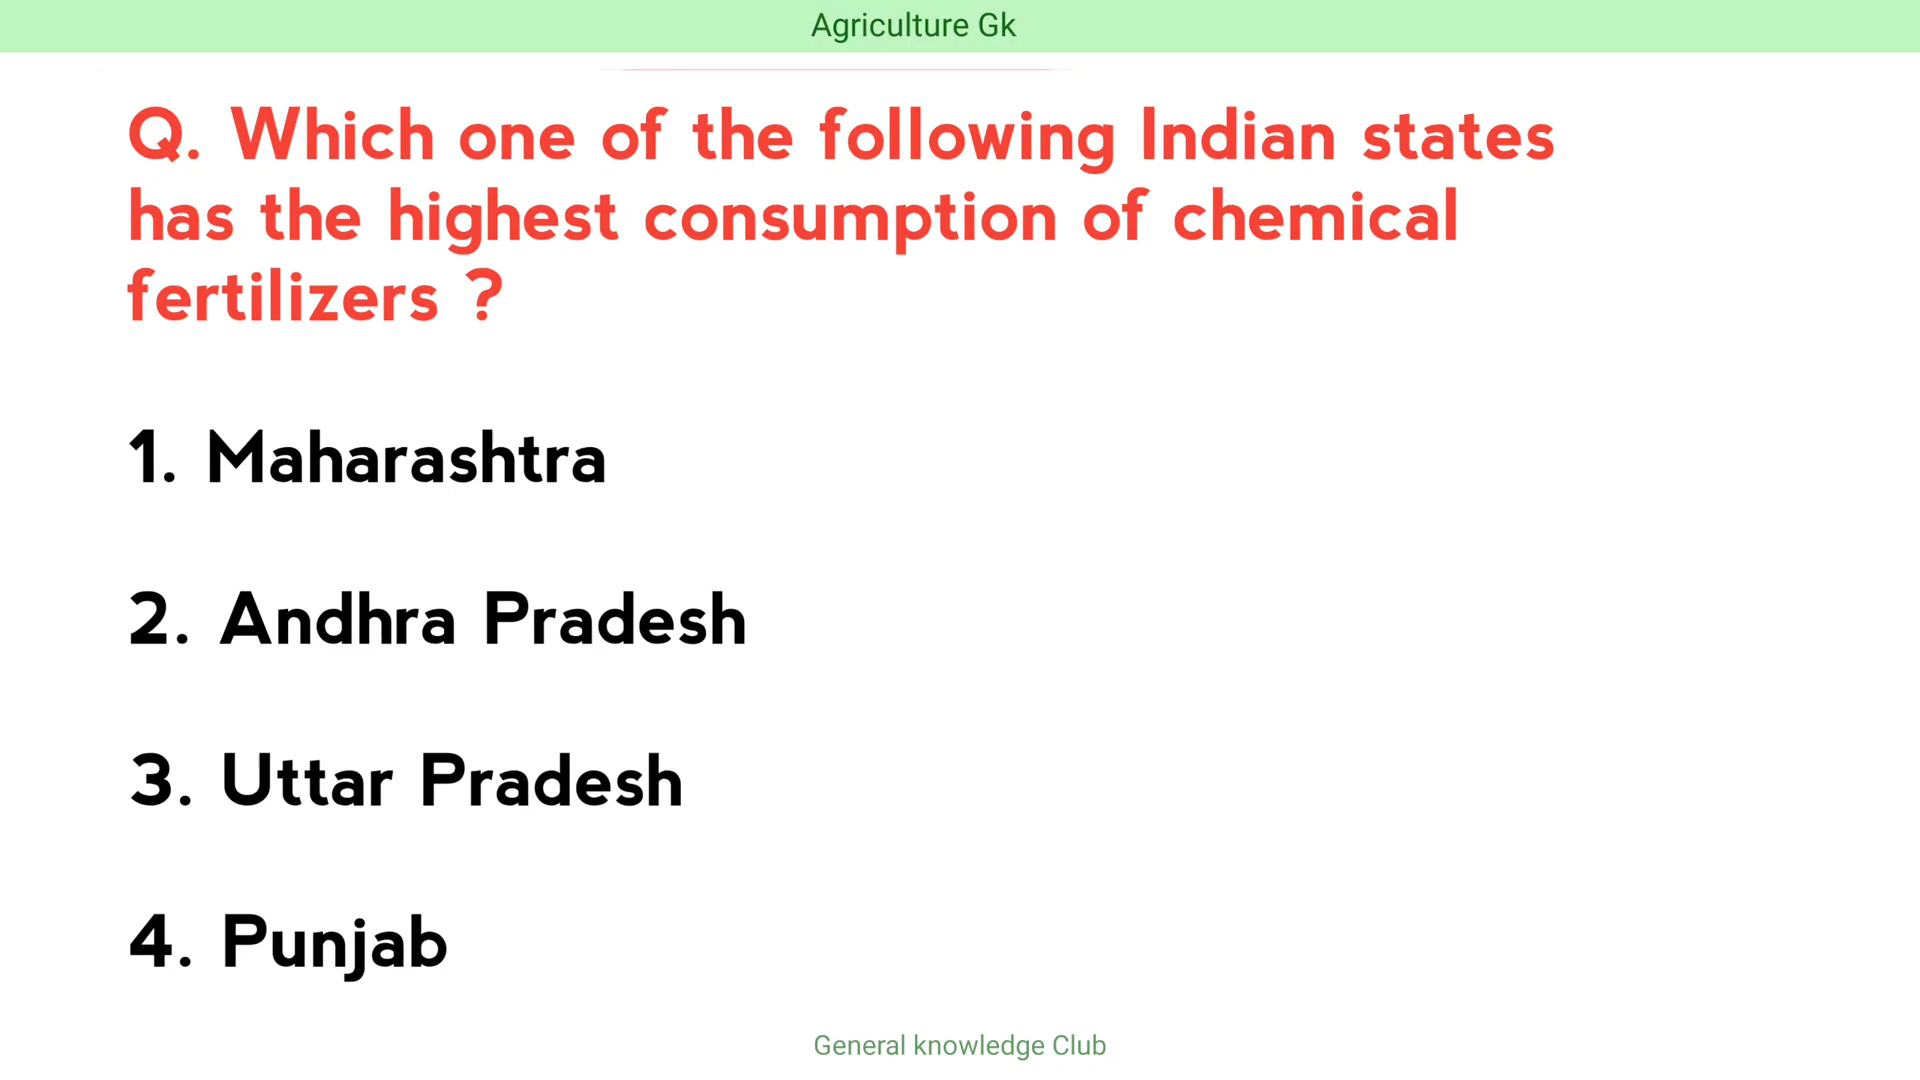 Agriculture Gk
Q. Which one of the following Indian states
has the highest consumption of chemical
fertilizers ?
1. Maharashtra
2. Andhra Pradesh
3. Uttar Pradesh
4. Punjab
General knowledge Club